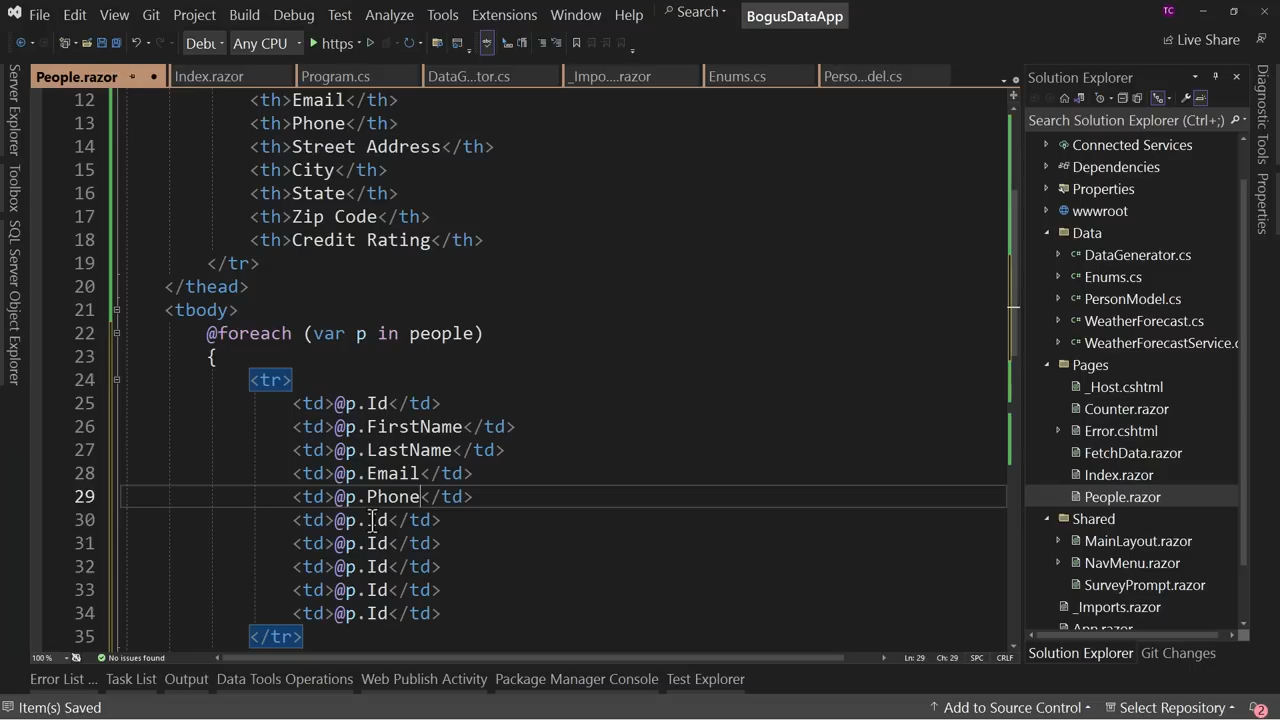 File Edit View Git Project Build Debug Test Analyze Tools Extensions Window Help Search BogusDataApp TC
Debu Any CPU https: Live Share
People.razor Index.razor Program.cs DataG...tor.cs _Impo....razor Enums.cs Perso...del.cs
Server Explorer
Toolbox
SQL Server Object Explorer
12 <th>Email</th>
13 <th>Phone</th>
14 <th>Street Address</th>
15 <th>City</th>
16 <th>State</th>
17 <th>Zip Code</th>
18 <th>Credit Rating</th>
19 </tr>
20 </thead>
21 <tbody>
22 @foreach (var p in people)
23 {
24 <tr>
25 <td>@p.Id</td>
26 <td>@p.FirstName</td>
27 <td>@p.LastName</td>
28 <td>@p.Email</td>
29 <td>@p.Phone</td>
30 <td>@p.Id</td>
31 <td>@p.Id</td>
32 <td>@p.Id</td>
33 <td>@p.Id</td>
34 <td>@p.Id</td>
35 </tr>
100 % No issues found Ln: 29 Ch: 29 SPC CRLF
Solution Explorer
Search Solution Explorer (Ctrl+;)
Connected Services
Dependencies
Properties
wwwroot
Data
DataGenerator.cs
Enums.cs
PersonModel.cs
WeatherForecast.cs
WeatherForecastService.c
Pages
_Host.cshtml
Counter.razor
Error.cshtml
FetchData.razor
Index.razor
People.razor
Shared
MainLayout.razor
NavMenu.razor
SurveyPrompt.razor
_Imports.razor
App.razor
Solution Explorer Git Changes
Diagnostic Tools
Properties
Error List ... Task List Output Data Tools Operations Web Publish Activity Package Manager Console Test Explorer
Item(s) Saved Add to Source Control Select Repository 2